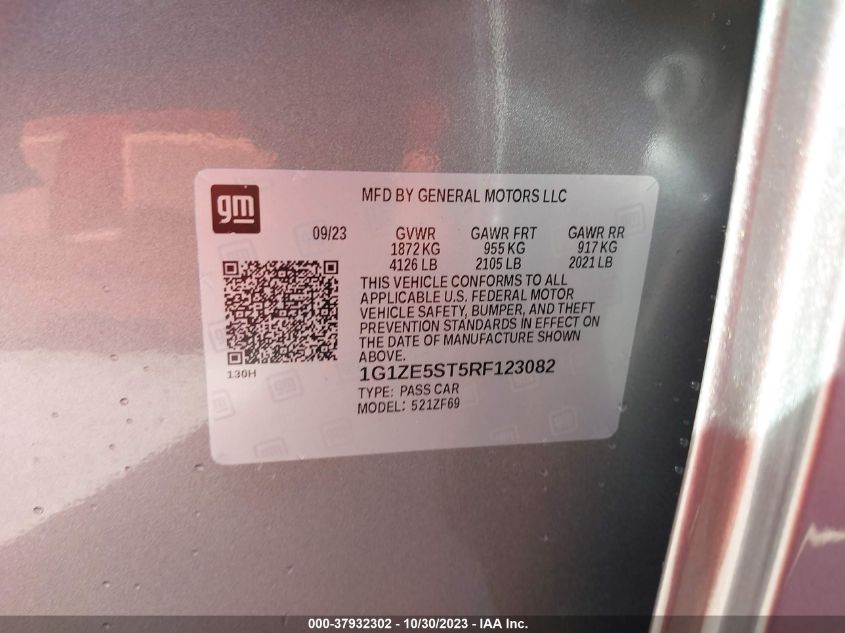 gm
MFD BY GENERAL MOTORS LLC
09/23 GVWR GAWR FRT GAWR RR
1872 KG 955 KG 917 KG
4126 LB 2105 LB 2021 LB
THIS VEHICLE CONFORMS TO ALL
APPLICABLE U.S. FEDERAL MOTOR
VEHICLE SAFETY, BUMPER, AND THEFT
PREVENTION STANDARDS IN EFFECT ON
THE DATE OF MANUFACTURE SHOWN
ABOVE.
130H
1G1ZE5ST5RF123082
TYPE: PASS CAR
MODEL: 521ZF69
000-37932302 - 10/30/2023 - IAA Inc.